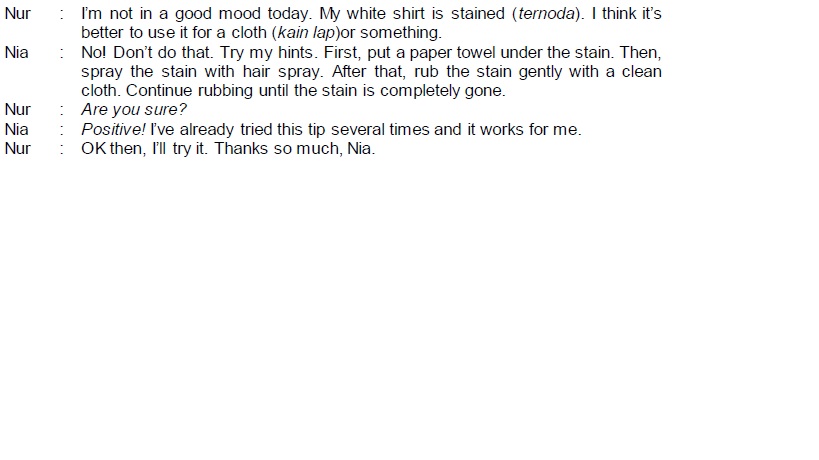 Nur : I'm not in a good mood today. My white shirt is stained (ternoda). I think it's
better to use it for a cloth (kain lap)or something.
Nia : No! Don't do that. Try my hints. First, put a paper towel under the stain. Then,
spray the stain with hair spray. After that, rub the stain gently with a clean
cloth. Continue rubbing until the stain is completely gone.
Nur : Are you sure?
Nia : Positive! I've already tried this tip several times and it works for me.
Nur : OK then, I'll try it. Thanks so much, Nia.